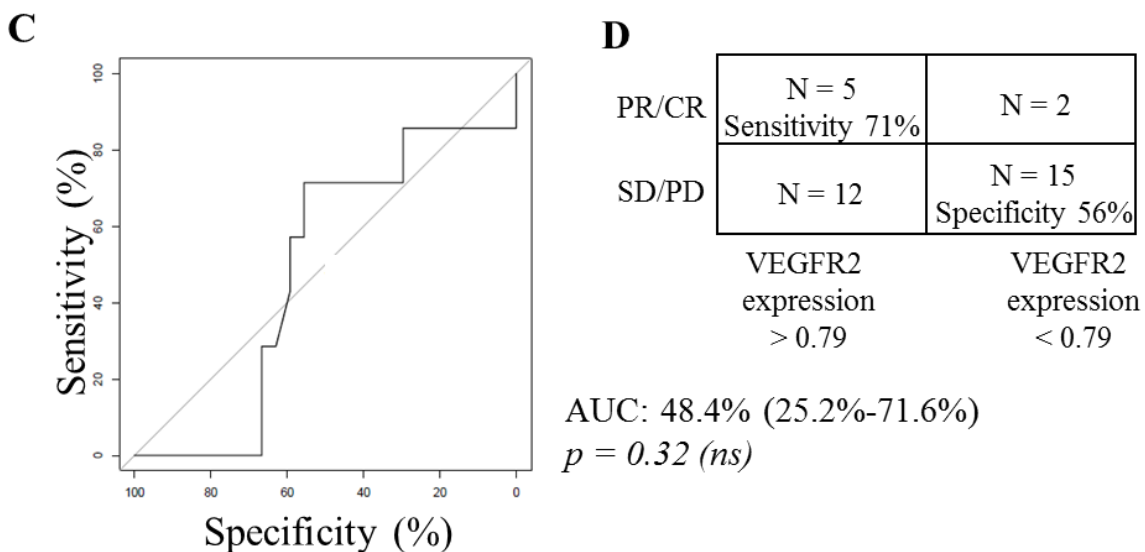 C
100
80
60
40
20
0
Sensitivity (%)
100 80 60 40 20 0
Specificity (%)
D
PR/CR
N = 5
Sensitivity 71%
N = 2
SD/PD
N = 12
N = 15
Specificity 56%
VEGFR2
expression
> 0.79
VEGFR2
expression
< 0.79
AUC: 48.4% (25.2%-71.6%)
p = 0.32 (ns)